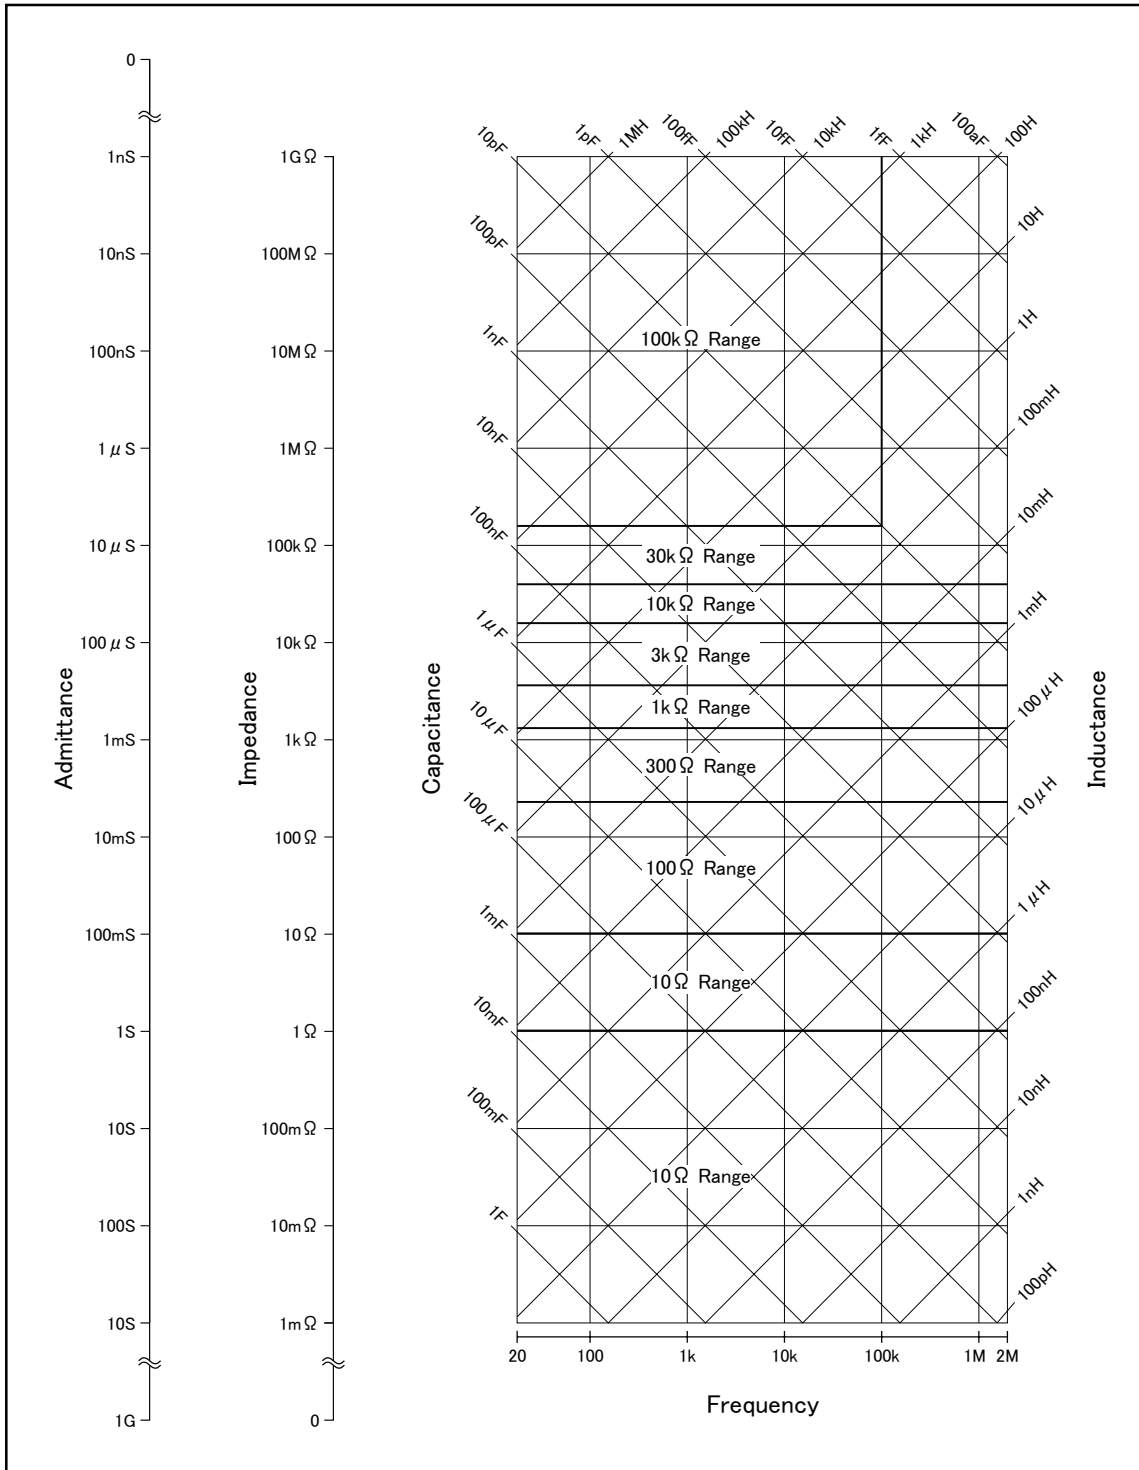 0
10pF
1pF
1MH
100fF
100kH
10fF
10kH
1fF
1kH
100aF
100H
1nS
1GΩ
100pF
10H
10nS
100MΩ
1nF
1H
100nS
10MΩ
100kΩ Range
10nF
100mH
1μS
1MΩ
100nF
10mH
10μS
100kΩ
30kΩ Range
10kΩ Range
1μF
1mH
100μS
10kΩ
3kΩ Range
10μF
100μH
1kΩ Range
1mS
1kΩ
300Ω Range
Admittance
Impedance
Capacitance
Inductance
100μF
10μH
10mS
100Ω
100Ω Range
1mF
1μH
100mS
10Ω
10Ω Range
10mF
100nH
1S
1Ω
100mF
10nH
10S
100mΩ
10Ω Range
1F
1nH
100S
10mΩ
100pH
10S
1mΩ
20
100
1k
10k
100k
1M
2M
1G
0
Frequency